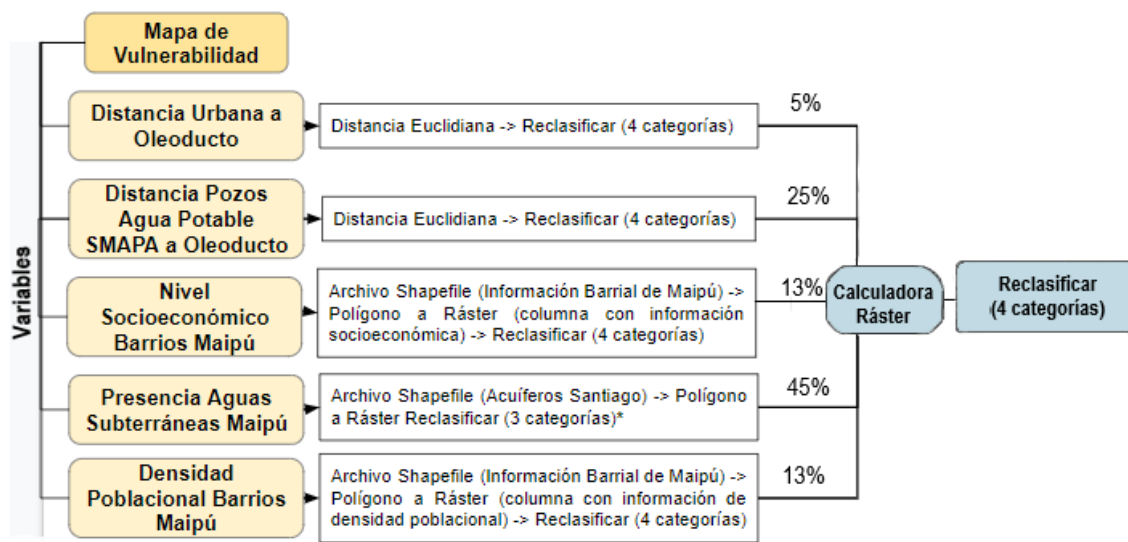 Mapa de
Vulnerabilidad
Variables
Distancia Urbana a
Oleoducto
Distancia Euclidiana -> Reclasificar (4 categorías)
5%
Distancia Pozos
Agua Potable
SMAPA a Oleoducto
Distancia Euclidiana -> Reclasificar (4 categorías)
25%
Nivel
Socioeconómico
Barrios Maipú
Archivo Shapefile (Información Barrial de Maipú) ->
Polígono a Ráster (columna con información
socioeconómica) -> Reclasificar (4 categorías)
13%
Presencia Aguas
Subterráneas Maipú
Archivo Shapefile (Acuíferos Santiago) -> Polígono
a Ráster Reclasificar (3 categorías)*
45%
Densidad
Poblacional Barrios
Maipú
Archivo Shapefile (Información Barrial de Maipú) ->
Polígono a Ráster (columna con información de
densidad poblacional) -> Reclasificar (4 categorías)
13%
Calculadora
Ráster
Reclasificar
(4 categorías)